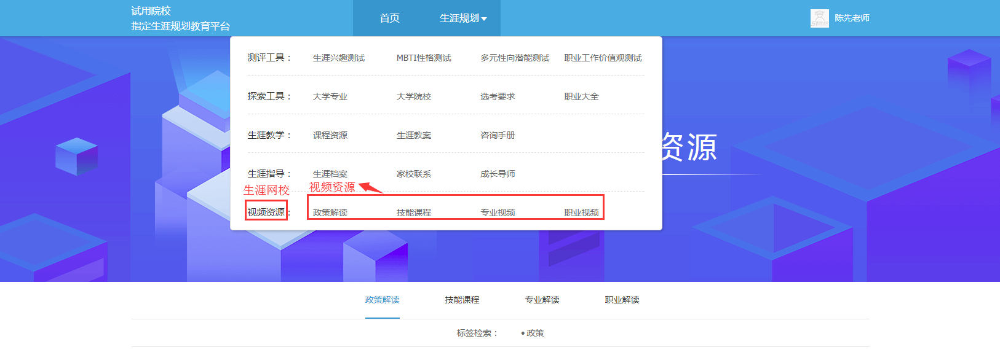 试用院校
指定生涯规划教育平台
首页
生涯规划
陈先老师
测评工具： 生涯兴趣测试 MBTI性格测试 多元性向潜能测试 职业工作价值观测试
探索工具： 大学专业 大学院校 选考要求 职业大全
生涯教学： 课程资源 生涯教案 咨询手册
资源
生涯指导： 生涯档案 家校联系 成长导师
生涯网校 视频资源
视频资源： 政策解读 技能课程 专业视频 职业视频
政策解读 技能课程 专业解读 职业解读
标签检索： •政策